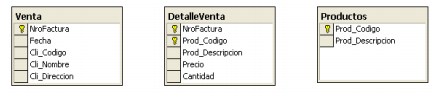 Venta
NroFactura
Fecha
Cli_Codigo
Cli_Nombre
Cli_Direccion
DetalleVenta
NroFactura
Prod_Codigo
Prod_Descripcion
Precio
Cantidad
Productos
Prod_Codigo
Prod_Descripcion